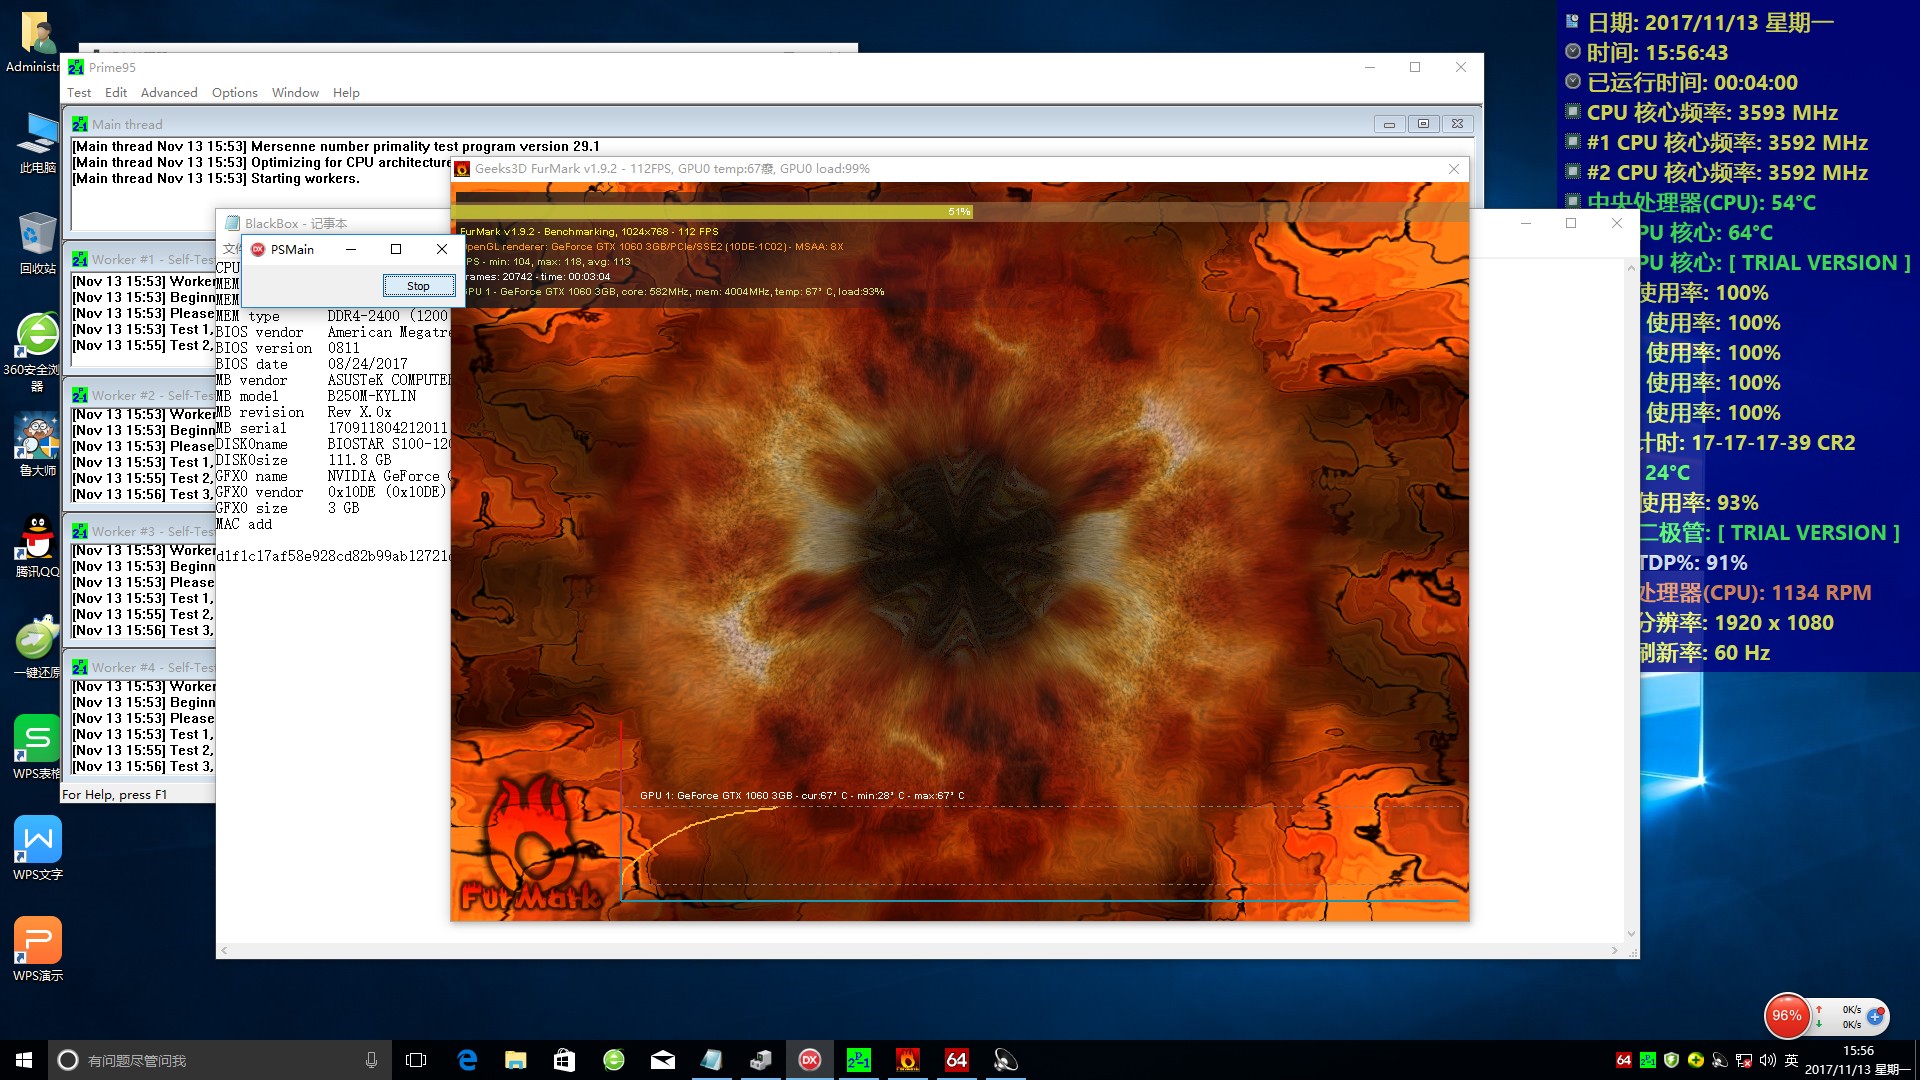 Administr
此电脑
回收站
360安全浏
器
鲁大师
腾讯QQ
一键还原
WPS表格
WPS文字
WPS演示
Prime95
Test Edit Advanced Options Window Help
Main thread
[Main thread Nov 13 15:53] Mersenne number primality test program version 29.1
[Main thread Nov 13 15:53] Optimizing for CPU architecture
[Main thread Nov 13 15:53] Starting workers.
Worker #1 - Self-Tes
[Nov 13 15:53] Worker
[Nov 13 15:53] Beginn
[Nov 13 15:53] Please
[Nov 13 15:53] Test 1,
[Nov 13 15:55] Test 2,
Worker #2 - Self-Tes
[Nov 13 15:53] Worker
[Nov 13 15:53] Beginn
[Nov 13 15:53] Please
[Nov 13 15:53] Test 1,
[Nov 13 15:55] Test 2,
[Nov 13 15:56] Test 3,
Worker #3 - Self-Tes
[Nov 13 15:53] Worker
[Nov 13 15:53] Beginn
[Nov 13 15:53] Please
[Nov 13 15:53] Test 1,
[Nov 13 15:55] Test 2,
[Nov 13 15:56] Test 3,
Worker #4 - Self-Test
[Nov 13 15:53] Worker
[Nov 13 15:53] Beginn
[Nov 13 15:53] Please
[Nov 13 15:53] Test 1,
[Nov 13 15:55] Test 2,
[Nov 13 15:56] Test 3,
For Help, press F1
BlackBox - 记事本
文件
PSMain
Stop
CPU
MEM
MEM
MEM type DDR4-2400 (1200
BIOS vendor American Megatre
BIOS version 0811
BIOS date 08/24/2017
MB vendor ASUSTeK COMPUTER
MB model B250M-KYLIN
MB revision Rev X.0x
MB serial 170911804212011
DISK0name BIOSTAR S100-120
DISK0size 111.8 GB
GFX0 name NVIDIA GeForce
GFX0 vendor 0x10DE (0x10DE)
GFX0 size 3 GB
MAC add
d1f1c17af58e928cd82b99ab12721
Geeks3D FurMark v1.9.2 - 112FPS, GPU0 temp:67癈, GPU0 load:99%
51%
FurMark v1.9.2 - Benchmarking, 1024x768 - 112 FPS
OpenGL renderer: GeForce GTX 1060 3GB/PCIe/SSE2 (10DE-1C02) - MSAA: 8X
FPS - min: 104, max: 118, avg: 113
frames: 20742 - time: 00:03:04
GPU 1 - GeForce GTX 1060 3GB, core: 582MHz, mem: 4004MHz, temp: 67° C, load:93%
GPU 1: GeForce GTX 1060 3GB - cur:67° C - min:28° C - max:67° C
FurMark
日期: 2017/11/13 星期一
时间: 15:56:43
已运行时间: 00:04:00
CPU 核心频率: 3593 MHz
#1 CPU 核心频率: 3592 MHz
#2 CPU 核心频率: 3592 MHz
中央处理器(CPU): 54°C
PU 核心: 64°C
PU 核心: [ TRIAL VERSION ]
使用率: 100%
使用率: 100%
使用率: 100%
使用率: 100%
使用率: 100%
计时: 17-17-17-39 CR2
24°C
使用率: 93%
二极管: [ TRIAL VERSION ]
TDP%: 91%
处理器(CPU): 1134 RPM
分辨率: 1920 x 1080
刷新率: 60 Hz
96%
0K/s
0K/s
有问题尽管问我
DX
64
64
英
15:56
2017/11/13 星期一